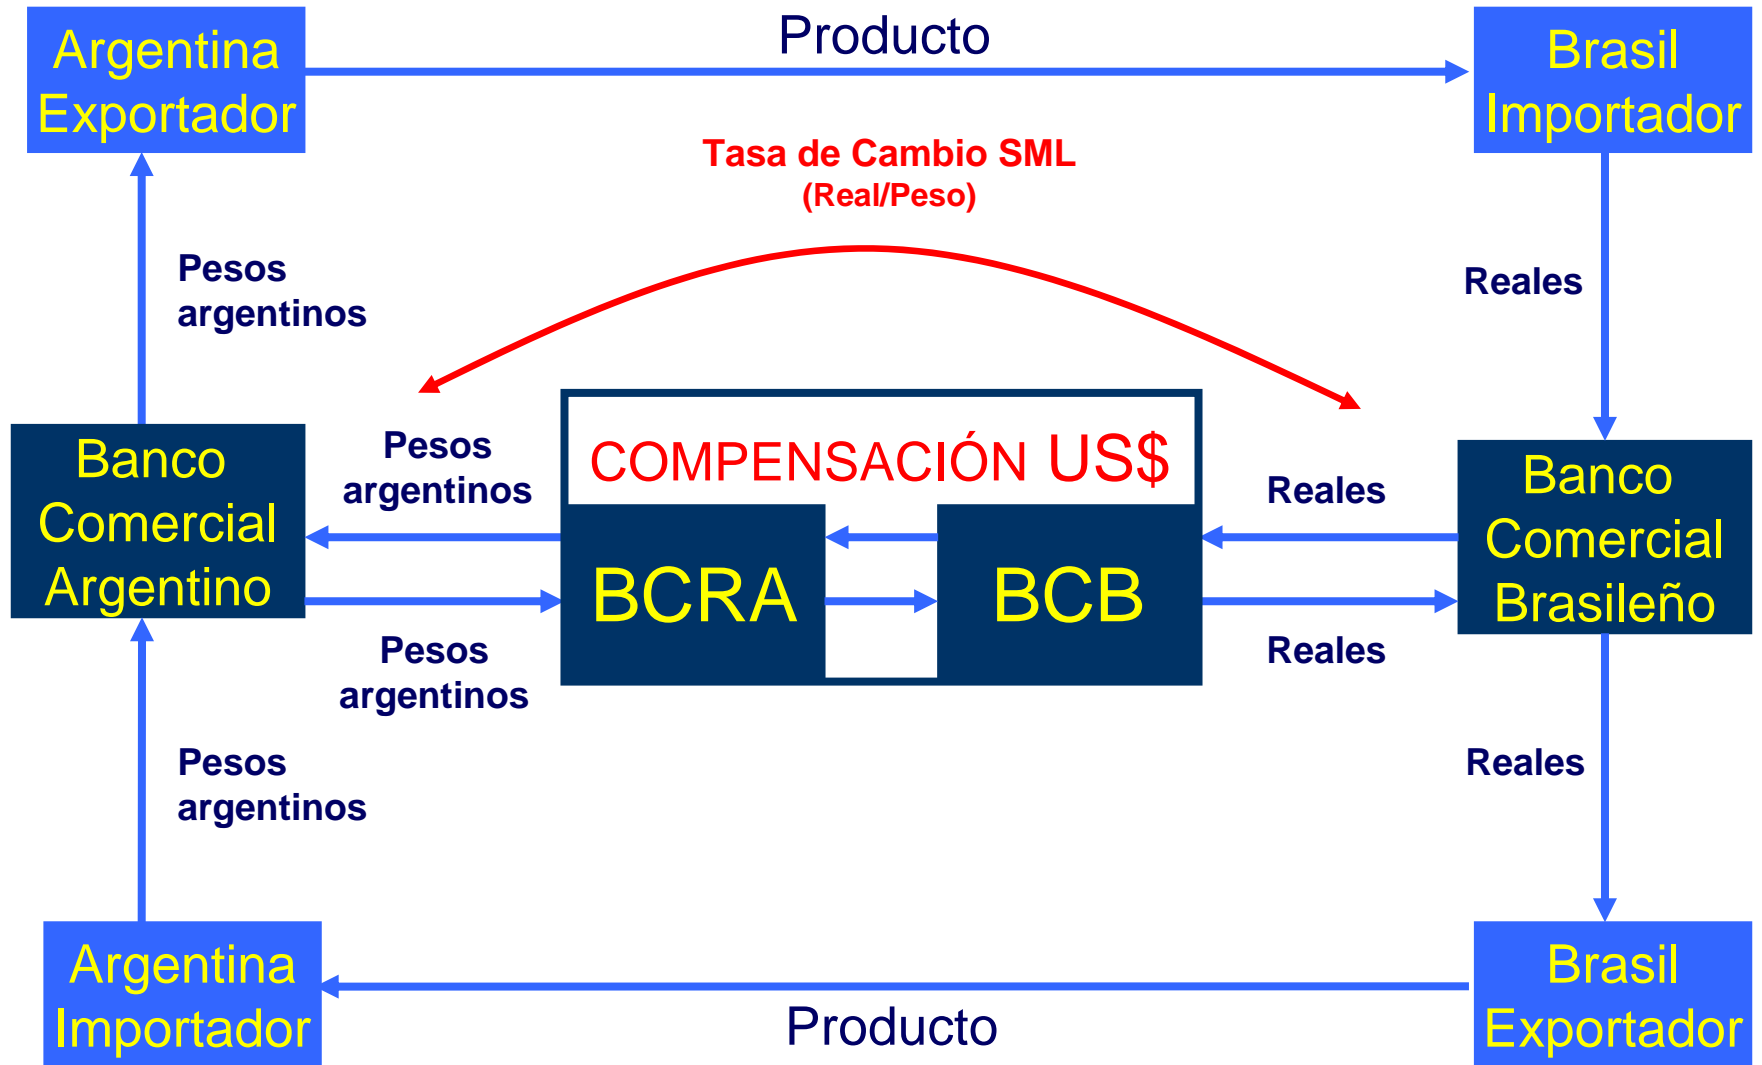 Argentina
Exportador
Producto
Brasil
Importador
Tasa de Cambio SML
(Real/Peso)
Pesos
argentinos
Reales
Banco
Comercial
Argentino
Pesos
argentinos
COMPENSACIÓN US$
Reales
Banco
Comercial
Brasileño
BCRA
BCB
Pesos
argentinos
Reales
Pesos
argentinos
Reales
Argentina
Importador
Producto
Brasil
Exportador